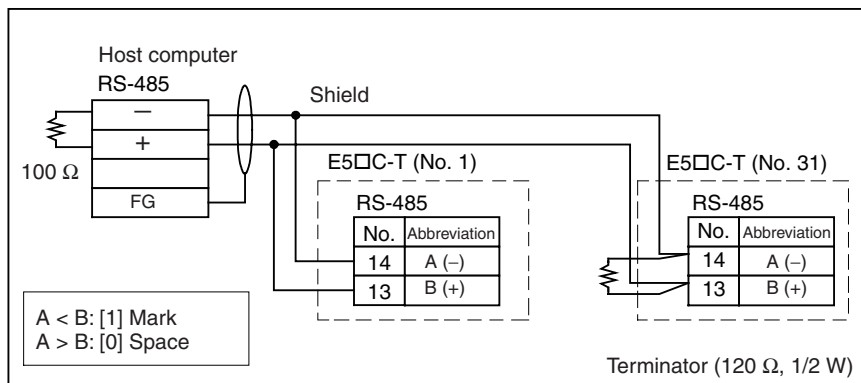 Host computer
RS-485
−
+
100 Ω
FG
Shield
E5□C-T (No. 1)
RS-485
No. Abbreviation
14 A (−)
13 B (+)
E5□C-T (No. 31)
RS-485
No. Abbreviation
14 A (−)
13 B (+)
A < B: [1] Mark
A > B: [0] Space
Terminator (120 Ω, 1/2 W)